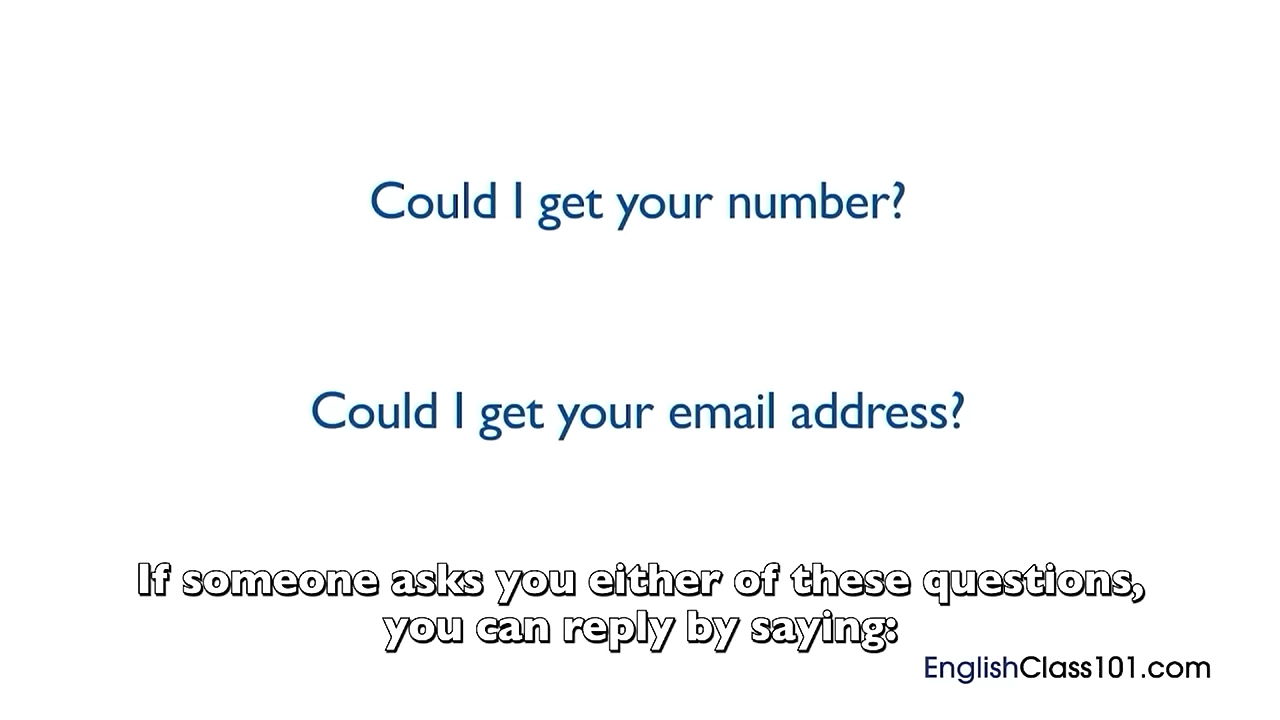 Could I get your number?
Could I get your email address?
If someone asks you either of these questions,
you can reply by saying:
EnglishClass101.com